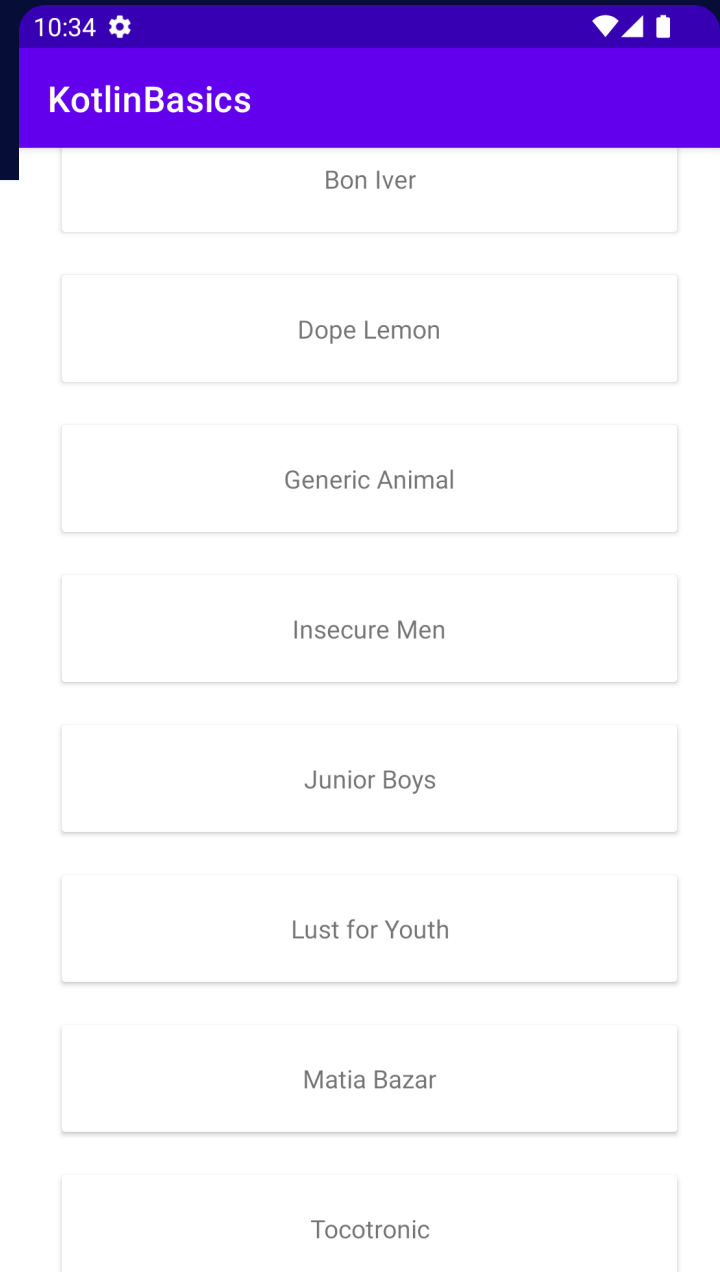 10:34
KotlinBasics
Bon Iver
Dope Lemon
Generic Animal
Insecure Men
Junior Boys
Lust for Youth
Matia Bazar
Tocotronic